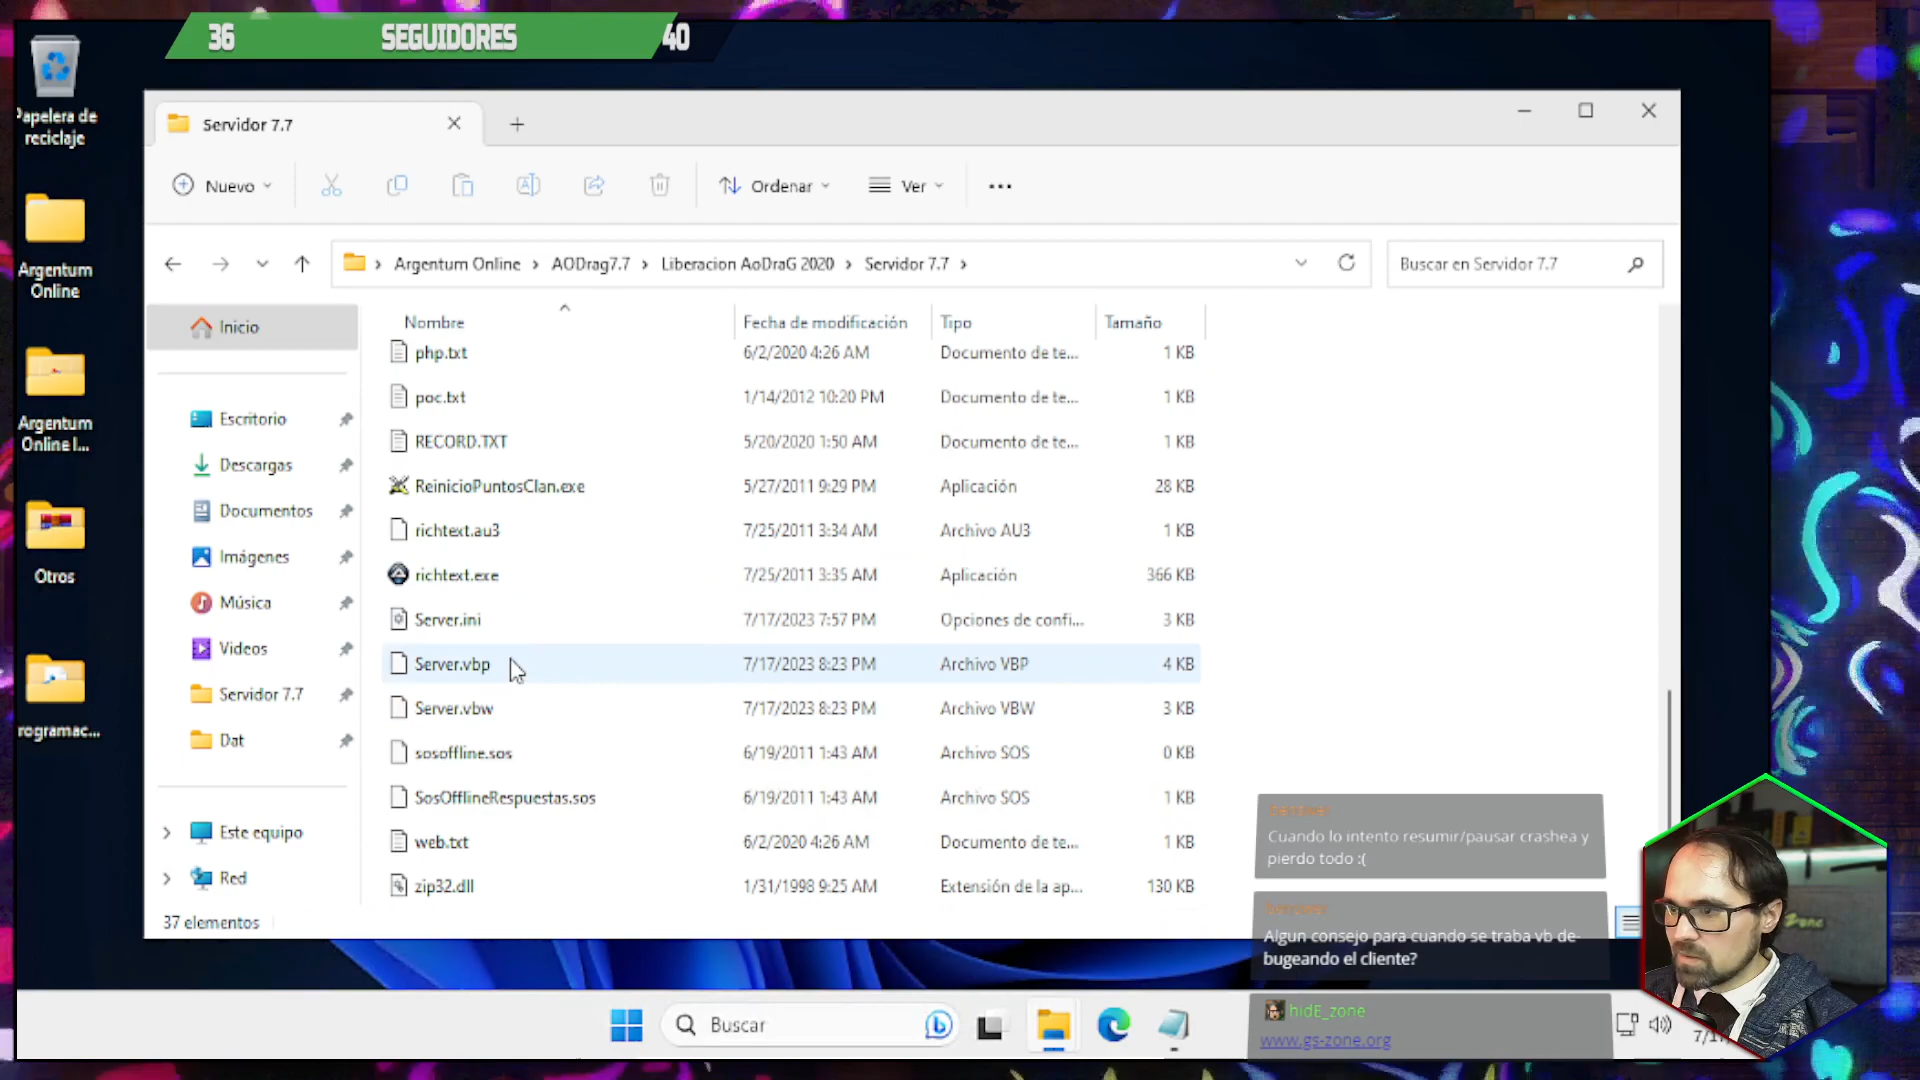 36 SEGUIDORES 40
Papelera de
reciclaje
Argentum
Online
Argentum
Online I...
Otros
rogramac...
Servidor 7.7
Nuevo
Ordenar
Ver
Argentum Online > AODrag7.7 > Liberacion AoDraG 2020 > Servidor 7.7 >
Buscar en Servidor 7.7
Inicio
Escritorio
Descargas
Documentos
Imágenes
Música
Videos
Servidor 7.7
Dat
Este equipo
Red
Nombre Fecha de modificación Tipo Tamaño
php.txt 6/2/2020 4:26 AM Documento de te... 1 KB
poc.txt 1/14/2012 10:20 PM Documento de te... 1 KB
RECORD.TXT 5/20/2020 1:50 AM Documento de te... 1 KB
ReinicioPuntosClan.exe 5/27/2011 9:29 PM Aplicación 28 KB
richtext.au3 7/25/2011 3:34 AM Archivo AU3 1 KB
richtext.exe 7/25/2011 3:35 AM Aplicación 366 KB
Server.ini 7/17/2023 7:57 PM Opciones de confi... 3 KB
Server.vbp 7/17/2023 8:23 PM Archivo VBP 4 KB
Server.vbw 7/17/2023 8:23 PM Archivo VBW 3 KB
sosoffline.sos 6/19/2011 1:43 AM Archivo SOS 0 KB
SosOfflineRespuestas.sos 6/19/2011 1:43 AM Archivo SOS 1 KB
web.txt 6/2/2020 4:26 AM Documento de te... 1 KB
zip32.dll 1/31/1998 9:25 AM Extensión de la ap... 130 KB
37 elementos
Cuando lo intento resumir/pausar crashea y
pierdo todo :(
Algun consejo para cuando se traba vb de-
bugeando el cliente?
hidE_zone
www.gs-zone.org
Buscar